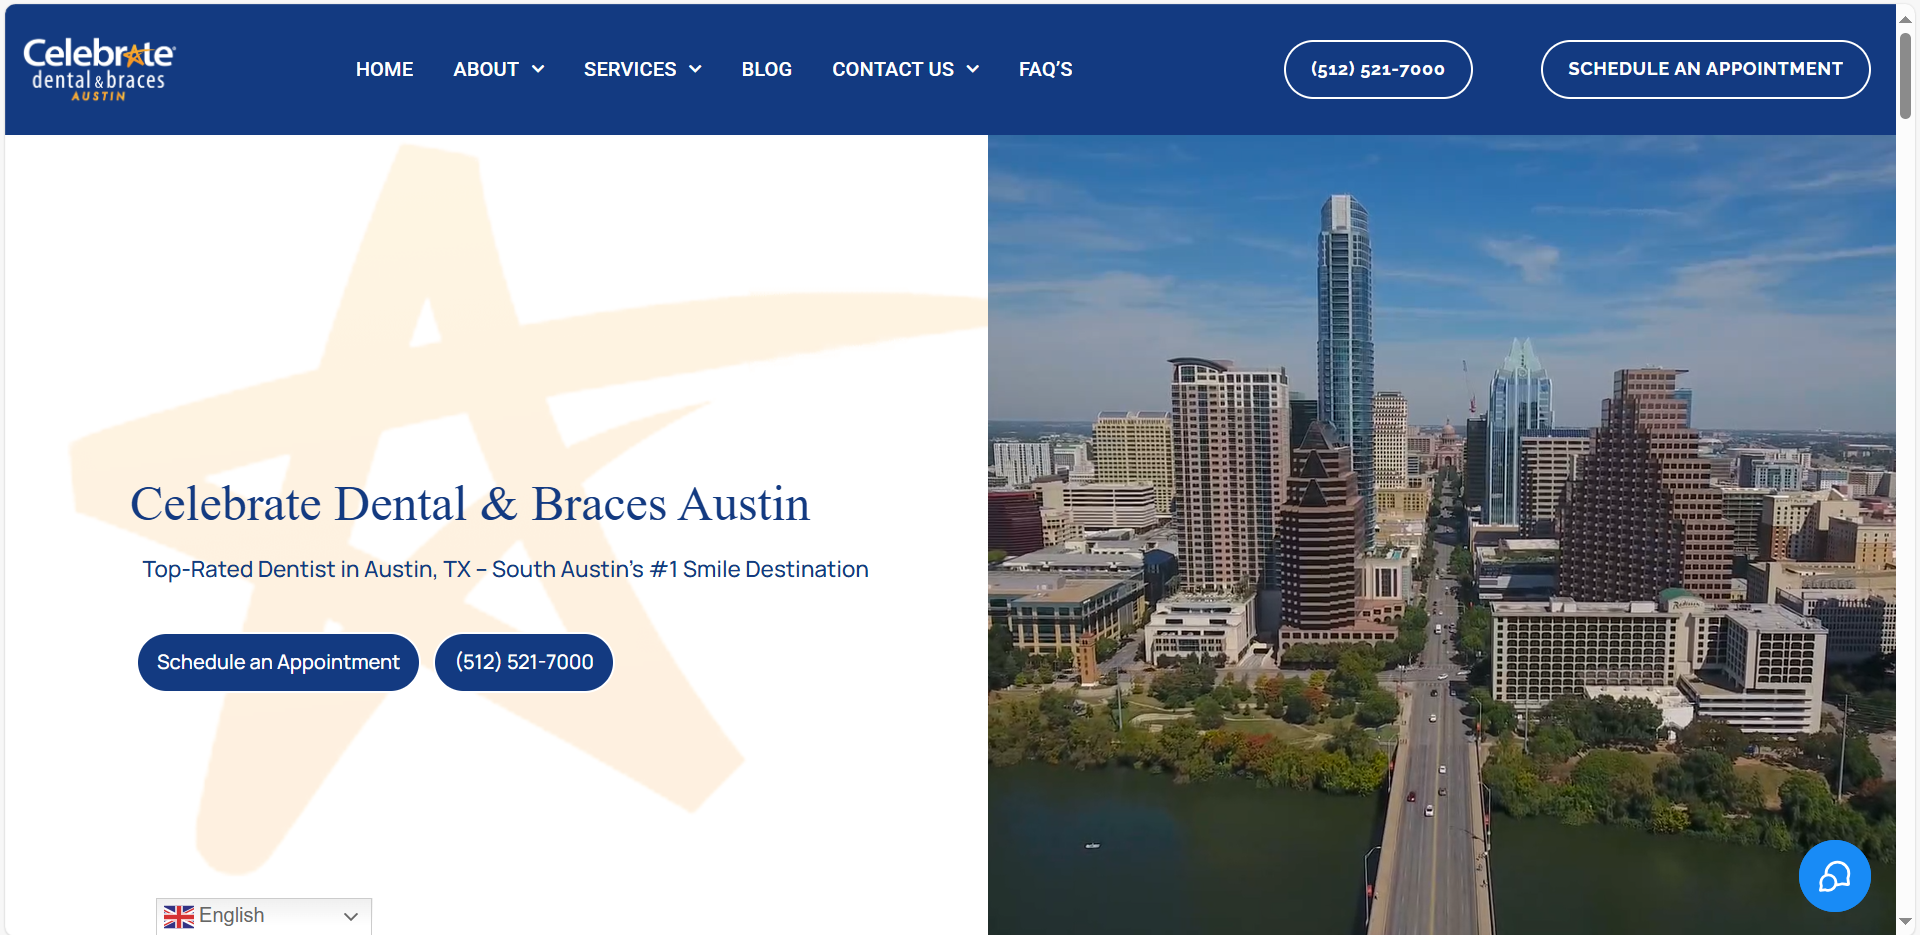 Celebrate
dental & braces
AUSTIN
HOME
ABOUT
SERVICES
BLOG
CONTACT US
FAQ'S
(512) 521-7000
SCHEDULE AN APPOINTMENT
Celebrate Dental & Braces Austin
Top-Rated Dentist in Austin, TX – South Austin's #1 Smile Destination
Schedule an Appointment
(512) 521-7000
English
Radisson